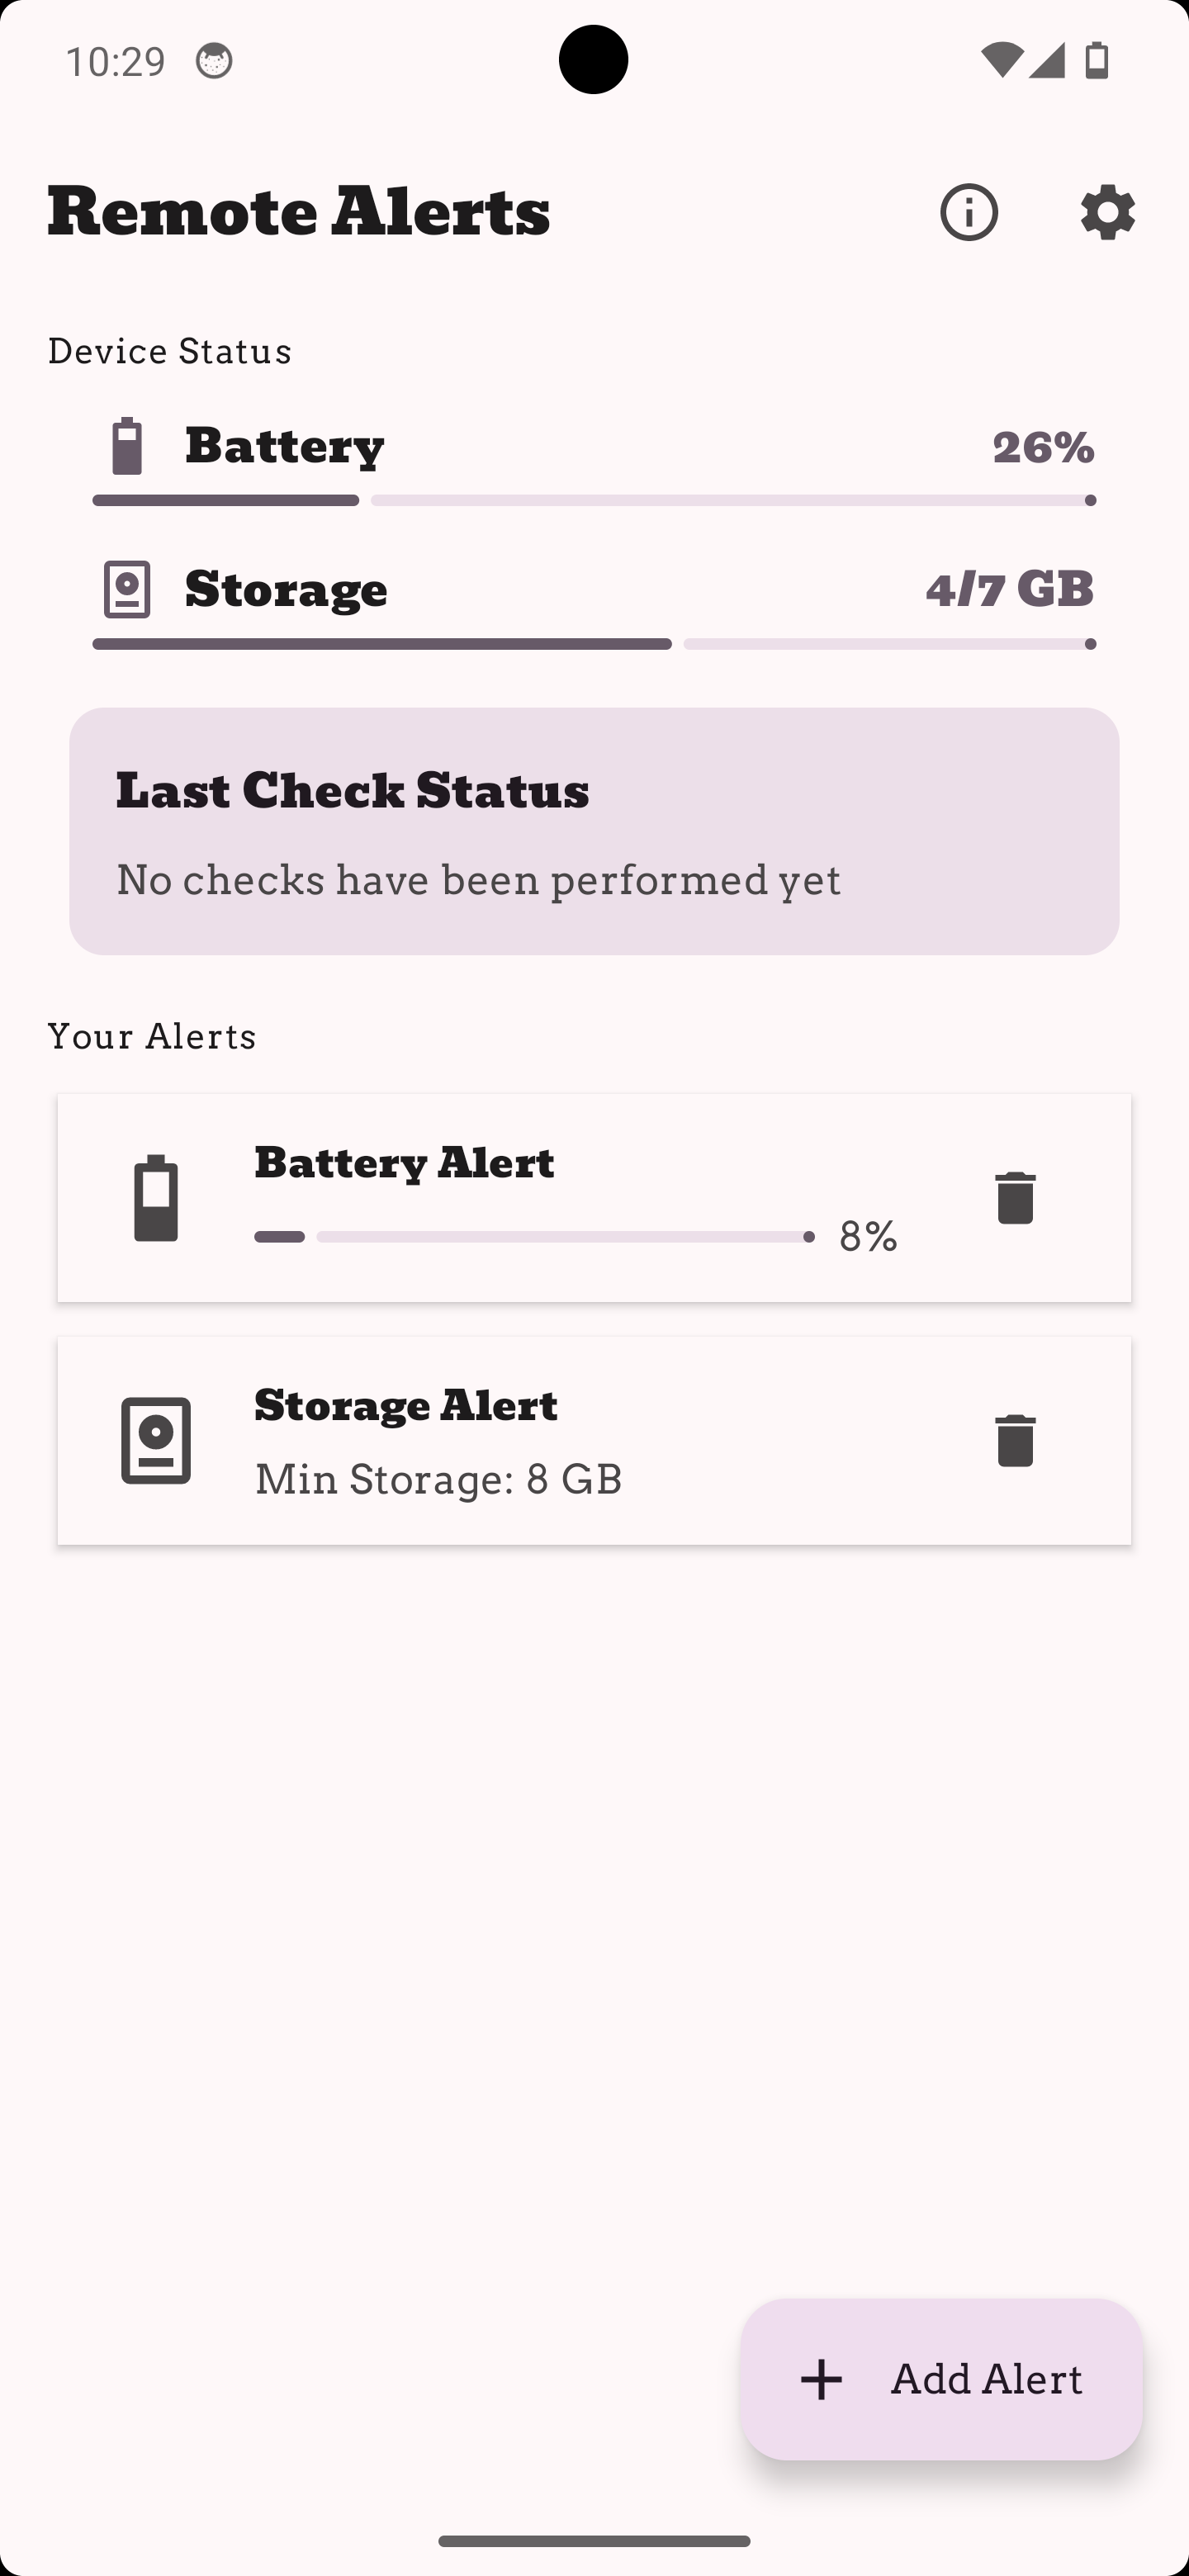 10:29
Remote Alerts
Device Status
Battery 26%
Storage 4/7 GB
Last Check Status
No checks have been performed yet
Your Alerts
Battery Alert
8%
Storage Alert
Min Storage: 8 GB
Add Alert